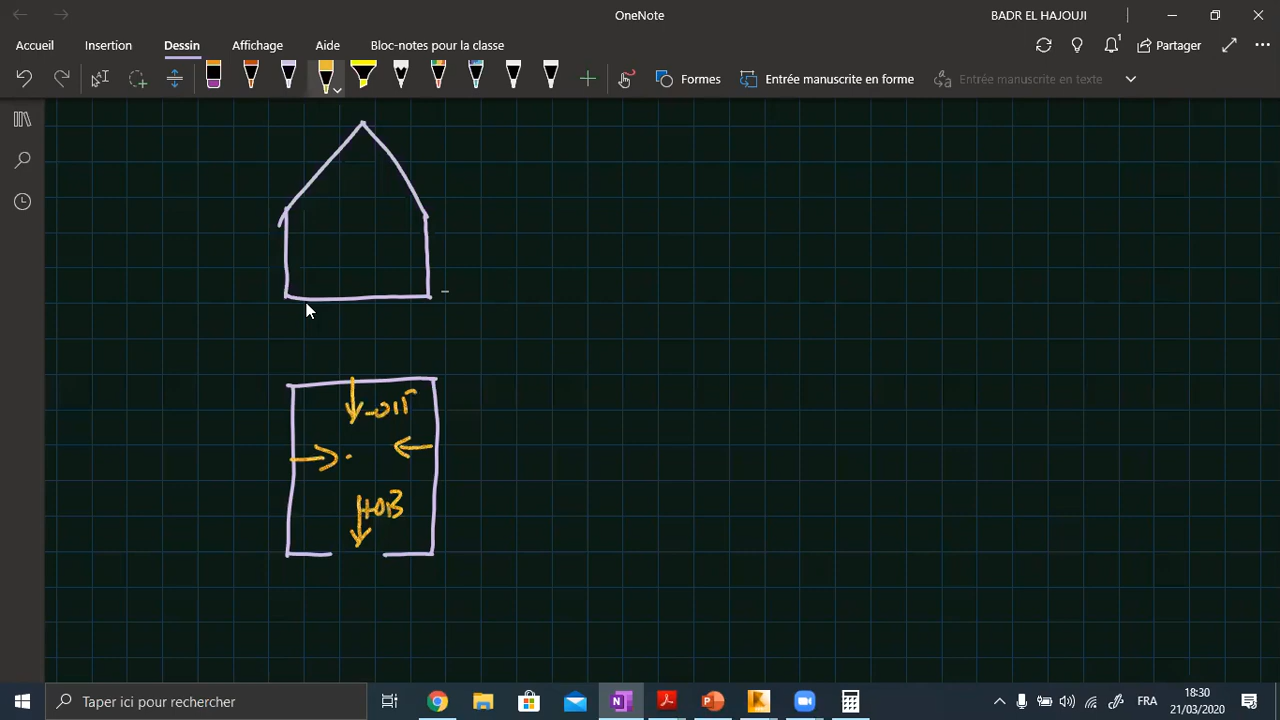 OneNote
BADR EL HAJOUJI
Accueil
Insertion
Dessin
Affichage
Aide
Bloc-notes pour la classe
Partager
Formes
Entrée manuscrite en forme
Entrée manuscrite en texte
Taper ici pour rechercher
FRA
18:30
21/03/2020